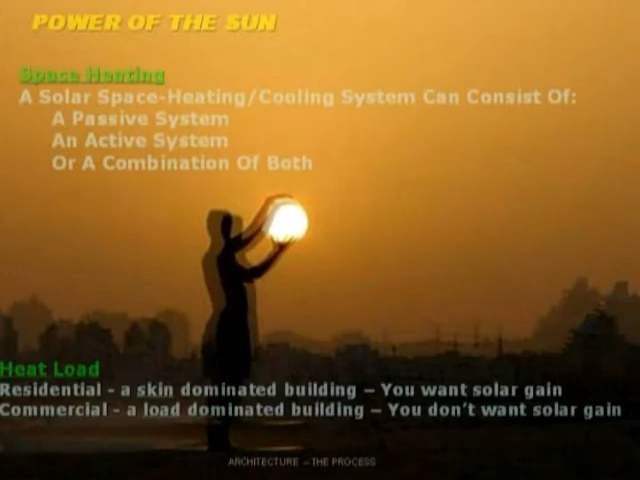 POWER OF THE SUN
Space Heating
A Solar Space-Heating/Cooling System Can Consist Of:
A Passive System
An Active System
Or A Combination Of Both
Heat Load
Residential - a skin dominated building – You want solar gain
Commercial - a load dominated building – You don't want solar gain
ARCHITECTURE – THE PROCESS